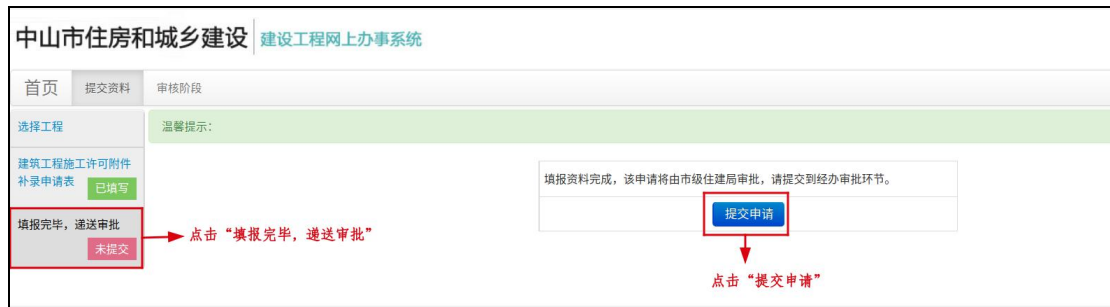 中山市住房和城乡建设 建设工程网上办事系统
首页 提交资料 审核阶段
选择工程
温馨提示：
建筑工程施工许可附件
补录申请表 已填写
填报资料完成，该申请将由市级住建局审批，请提交到经办审批环节。
提交申请
填报完毕，递送审批
未提交
点击“填报完毕，递送审批”
点击“提交申请”